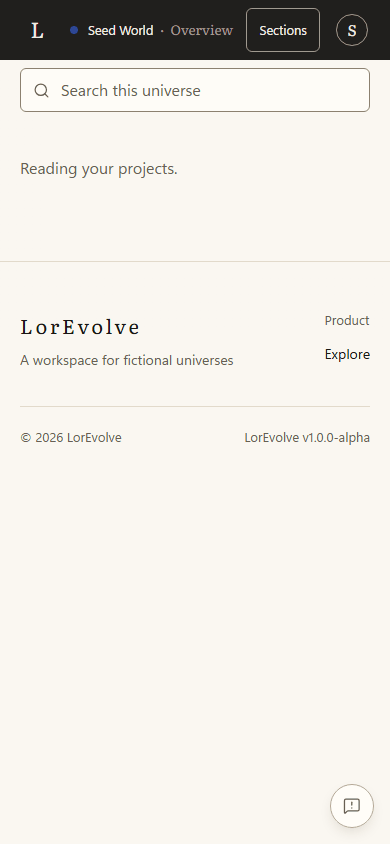 L Seed World · Overview Sections S
Search this universe
Reading your projects.
LorEvolve
Product
A workspace for fictional universes
Explore
© 2026 LorEvolve LorEvolve v1.0.0-alpha